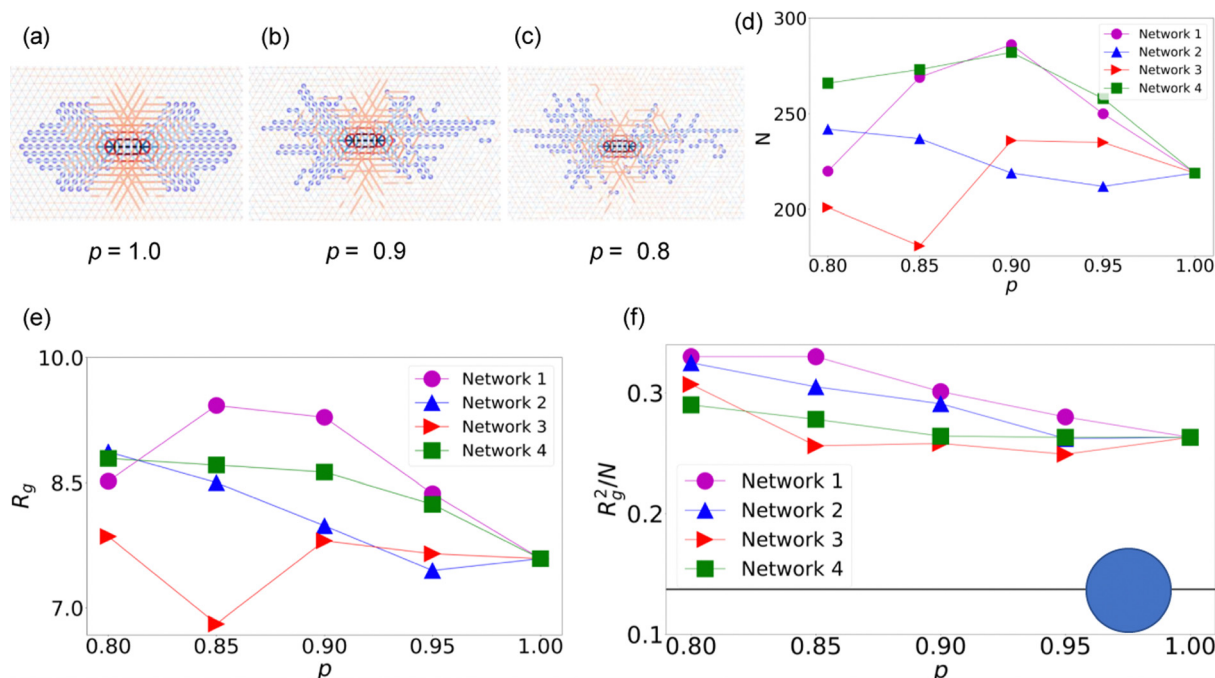 (a)
(b)
(c)
p = 1.0
p = 0.9
p = 0.8
(d)
300
250
200
N
0.80 0.85 0.90 0.95 1.00
p
Network 1
Network 2
Network 3
Network 4
(e)
10.0
8.5
7.0
Rg
0.80 0.85 0.90 0.95 1.00
p
Network 1
Network 2
Network 3
Network 4
(f)
0.3
0.2
0.1
Rg²/N
0.80 0.85 0.90 0.95 1.00
p
Network 1
Network 2
Network 3
Network 4